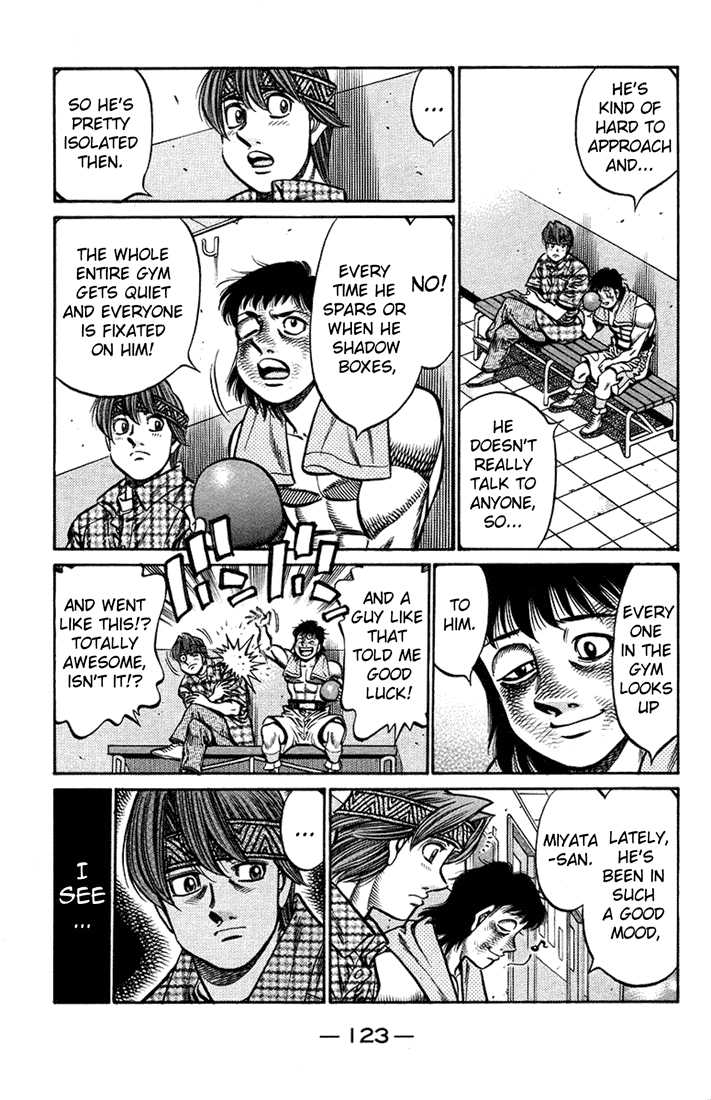 HE'S
KIND OF
HARD TO
APPROACH
AND...
HE
DOESN'T
REALLY
TALK TO
ANYONE,
SO...
...
SO HE'S
PRETTY
ISOLATED
THEN.
NO!
EVERY
TIME HE
SPARS OR
WHEN HE
SHADOW
BOXES,
THE WHOLE
ENTIRE GYM
GETS QUIET
AND EVERYONE
IS FIXATED
ON HIM!
EVERY
ONE
IN THE
GYM
LOOKS
UP
TO
HIM.
AND A
GUY LIKE
THAT
TOLD ME
GOOD
LUCK!
バシ
バシ
AND WENT
LIKE THIS!?
TOTALLY
AWESOME,
ISN'T IT!?
LATELY,
HE'S
BEEN IN
SUCH
A GOOD
MOOD,
MIYATA
-SAN.
...
I
SEE
...
— 123 —